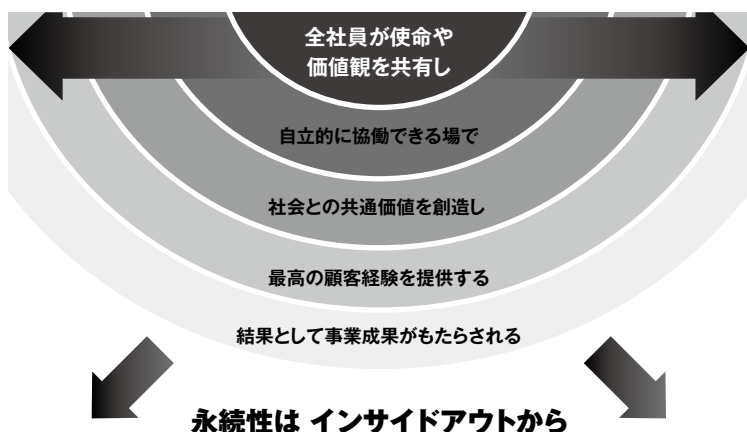 全社員が使命や
価値観を共有し
自立的に協働できる場で
社会との共通価値を創造し
最高の顧客経験を提供する
結果として事業成果がもたらされる
永続性は インサイドアウトから